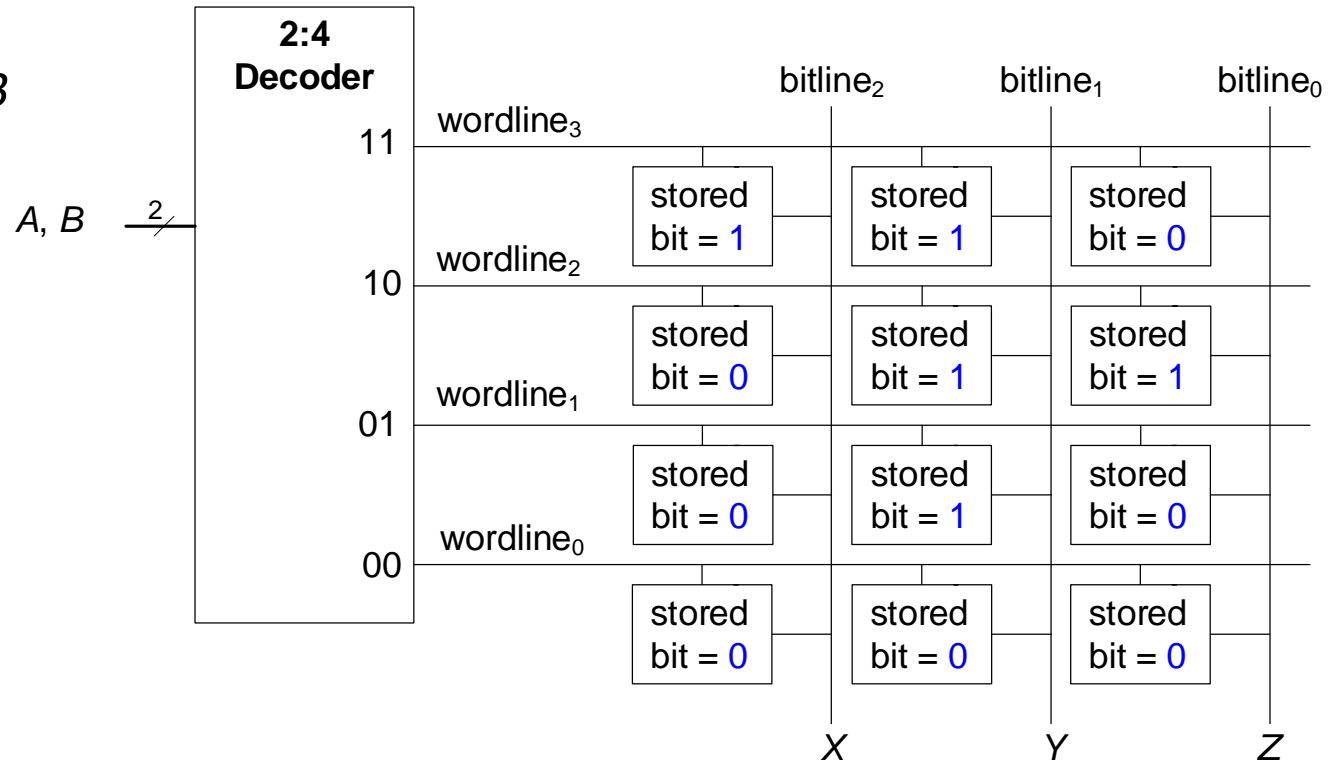 2:4
Decoder
B
bitline₂ bitline₁ bitline₀
wordline₃
11
stored stored stored
bit = 1 bit = 1 bit = 0
A, B 2
wordline₂
10
stored stored stored
bit = 0 bit = 1 bit = 1
wordline₁
01
stored stored stored
bit = 0 bit = 1 bit = 0
wordline₀
00
stored stored stored
bit = 0 bit = 0 bit = 0
X Y Z